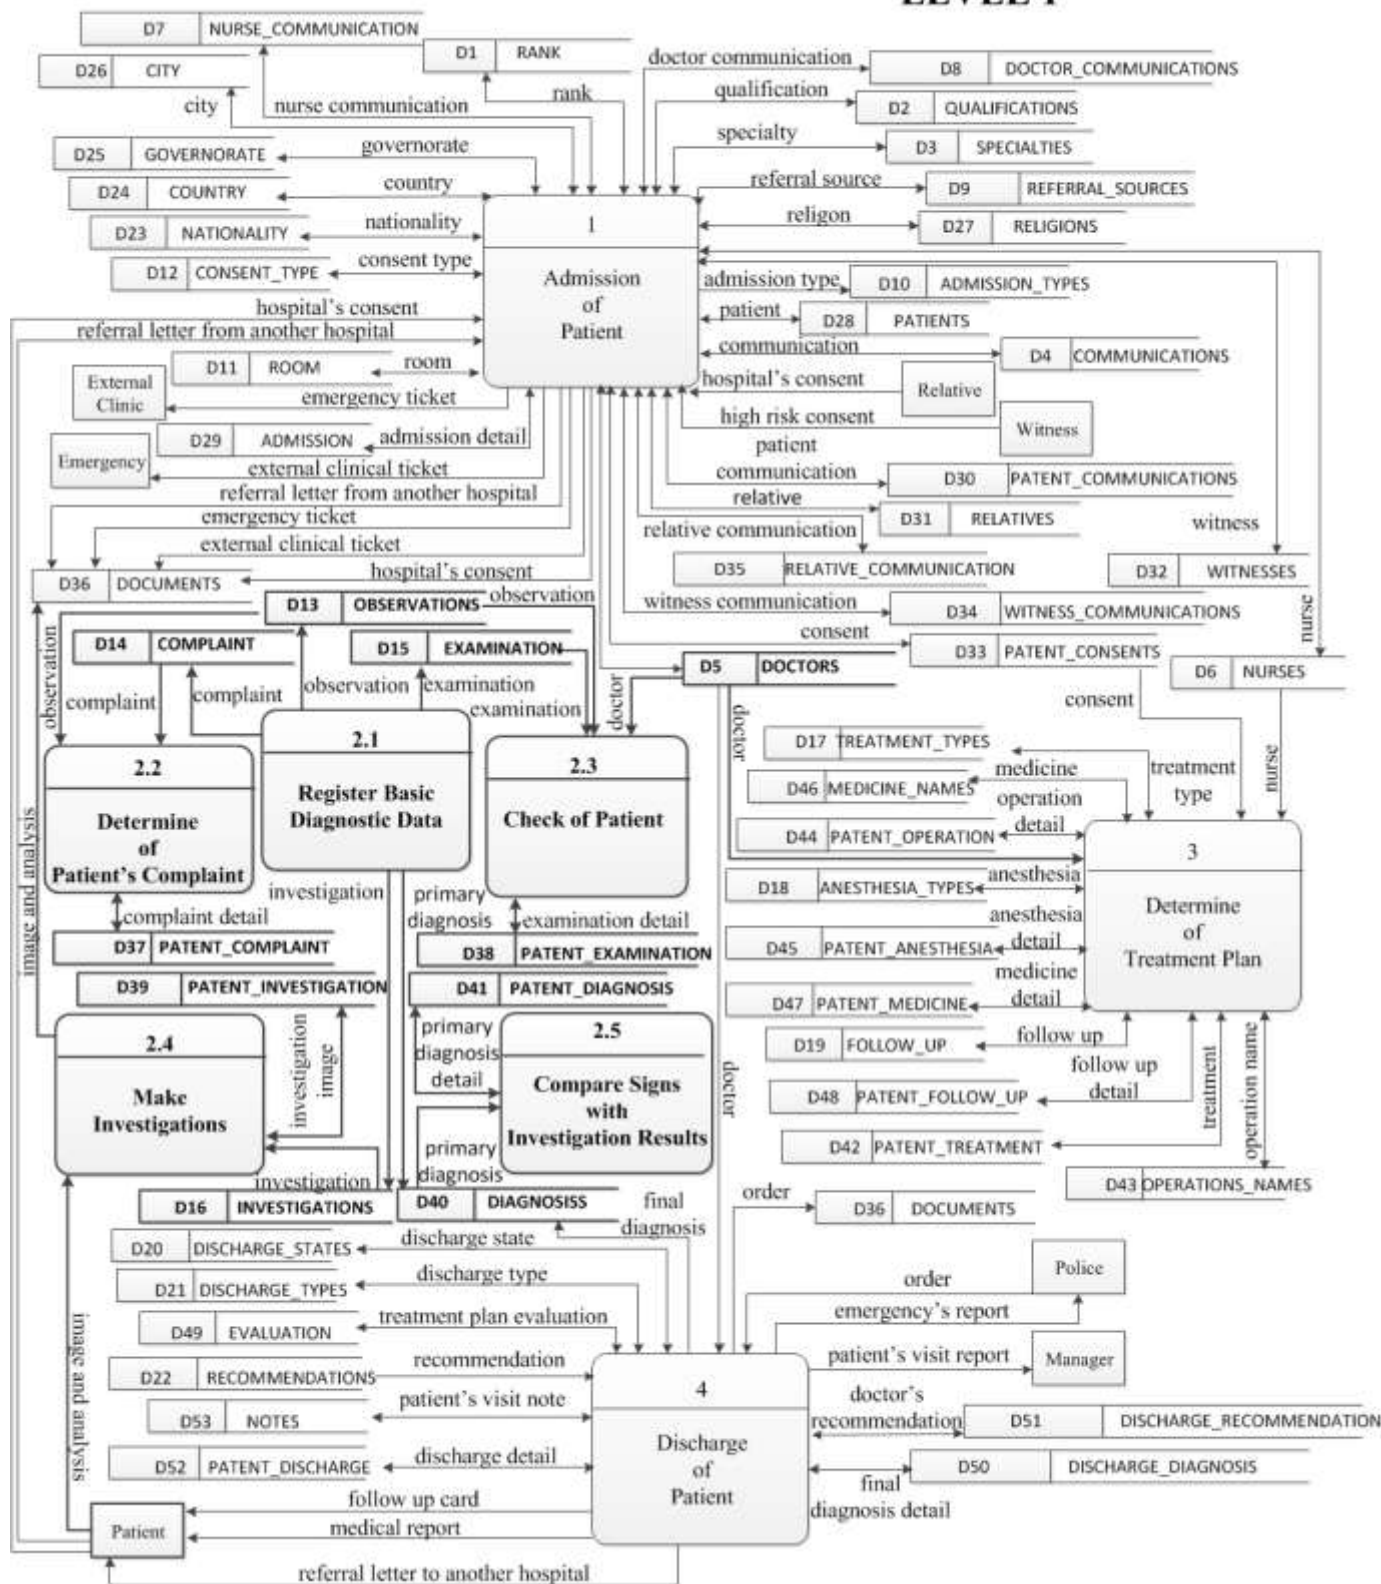 LEVEL 1
D7 NURSE_COMMUNICATION
D1 RANK
doctor communication
D8 DOCTOR_COMMUNICATIONS
D26 CITY
city
nurse communication
rank
qualification
D2 QUALIFICATIONS
specialty
D3 SPECIALTIES
D25 GOVERNORATE
governorate
D24 COUNTRY
country
referral source
D9 REFERRAL_SOURCES
D23 NATIONALITY
nationality
religon
D27 RELIGIONS
1
Admission
of
Patient
D12 CONSENT_TYPE
consent type
admission type
D10 ADMISSION_TYPES
hospital's consent
patient
D28 PATIENTS
referral letter from another hospital
communication
D4 COMMUNICATIONS
D11 ROOM
room
hospital's consent
Relative
External
Clinic
emergency ticket
high risk consent
Witness
D29 ADMISSION
admission detail
patient
communication
D30 PATENT_COMMUNICATIONS
Emergency
external clinical ticket
referral letter from another hospital
relative
D31 RELATIVES
emergency ticket
relative communication
witness
external clinical ticket
D35 RELATIVE_COMMUNICATION
D32 WITNESSES
D36 DOCUMENTS
hospital's consent
D13 OBSERVATIONS
observation
witness communication
D34 WITNESS_COMMUNICATIONS
nurse
consent
D33 PATENT_CONSENTS
D14 COMPLAINT
D15 EXAMINATION
D5 DOCTORS
D6 NURSES
observation
complaint
complaint
observation
examination
examination
doctor
doctor
consent
nurse
2.1
Register Basic
Diagnostic Data
2.2
Determine
of
Patient's Complaint
2.3
Check of Patient
D17 TREATMENT_TYPES
treatment
type
D46 MEDICINE_NAMES
medicine
D44 PATENT_OPERATION
operation
detail
3
Determine
of
Treatment Plan
D18 ANESTHESIA_TYPES
anesthesia
image and analysis
investigation
primary
diagnosis
complaint detail
examination detail
D37 PATENT_COMPLAINT
D38 PATENT_EXAMINATION
D45 PATENT_ANESTHESIA
anesthesia
detail
D39 PATENT_INVESTIGATION
D41 PATENT_DIAGNOSIS
D47 PATENT_MEDICINE
medicine
detail
2.4
Make
Investigations
investigation
image
primary
diagnosis
detail
2.5
Compare Signs
with
Investigation Results
doctor
D19 FOLLOW_UP
follow up
D48 PATENT_FOLLOW_UP
follow up
detail
treatment
operation name
D42 PATENT_TREATMENT
investigation
primary
diagnosis
D43 OPERATIONS_NAMES
D16 INVESTIGATIONS
D40 DIAGNOSISS
final
diagnosis
order
D36 DOCUMENTS
D20 DISCHARGE_STATES
discharge state
D21 DISCHARGE_TYPES
discharge type
order
Police
emergency's report
D49 EVALUATION
treatment plan evaluation
D22 RECOMMENDATIONS
recommendation
patient's visit report
Manager
4
Discharge
of
Patient
D53 NOTES
patient's visit note
doctor's
recommendation
D51 DISCHARGE_RECOMMENDATION
D52 PATENT_DISCHARGE
discharge detail
D50 DISCHARGE_DIAGNOSIS
final
diagnosis detail
image and analysis
follow up card
medical report
Patient
referral letter to another hospital